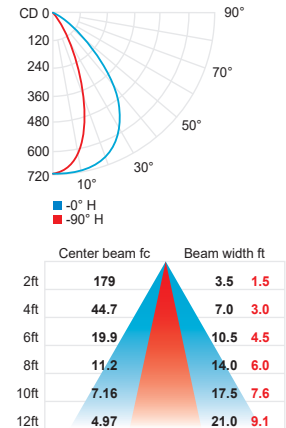 CD 0
90°
120
240
70°
360
480
50°
600
30°
720
10°
-0° H
-90° H
Center beam fc Beam width ft
2ft 179 3.5 1.5
4ft 44.7 7.0 3.0
6ft 19.9 10.5 4.5
8ft 11.2 14.0 6.0
10ft 7.16 17.5 7.6
12ft 4.97 21.0 9.1